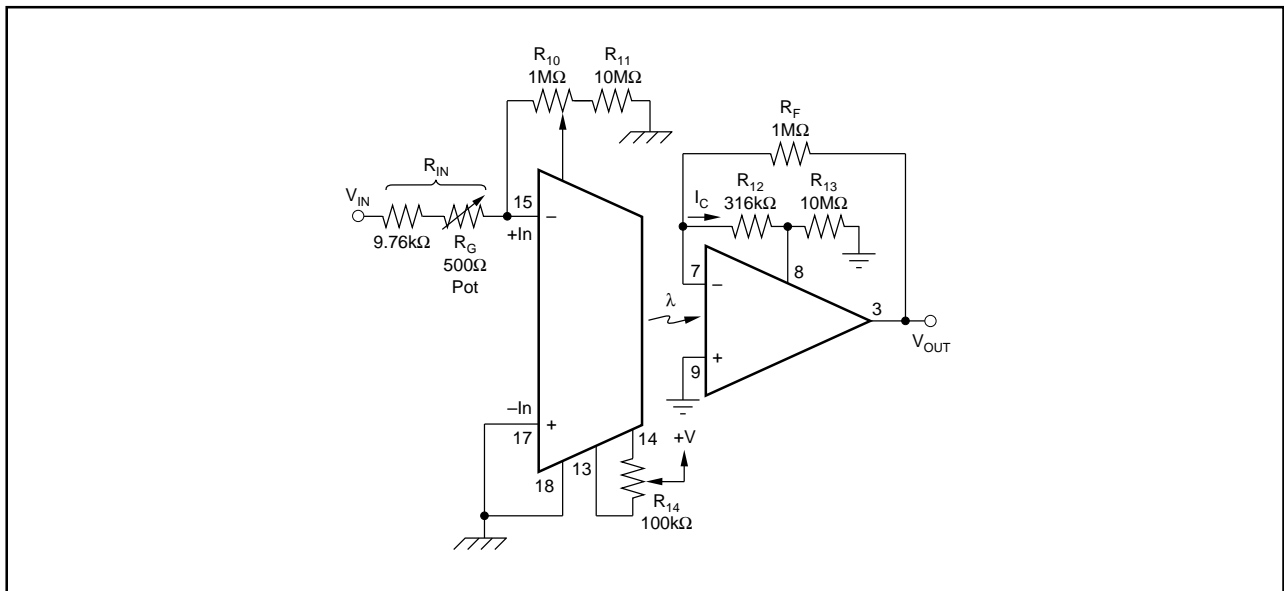 R10
1MΩ
R11
10MΩ
RF
1MΩ
RIN
VIN
9.76kΩ
RG
500Ω
Pot
15
–
+In
IC
R12
316kΩ
R13
10MΩ
7
–
8
λ
3
VOUT
+
9
–In
17
+
18
13
14
+V
R14
100kΩ